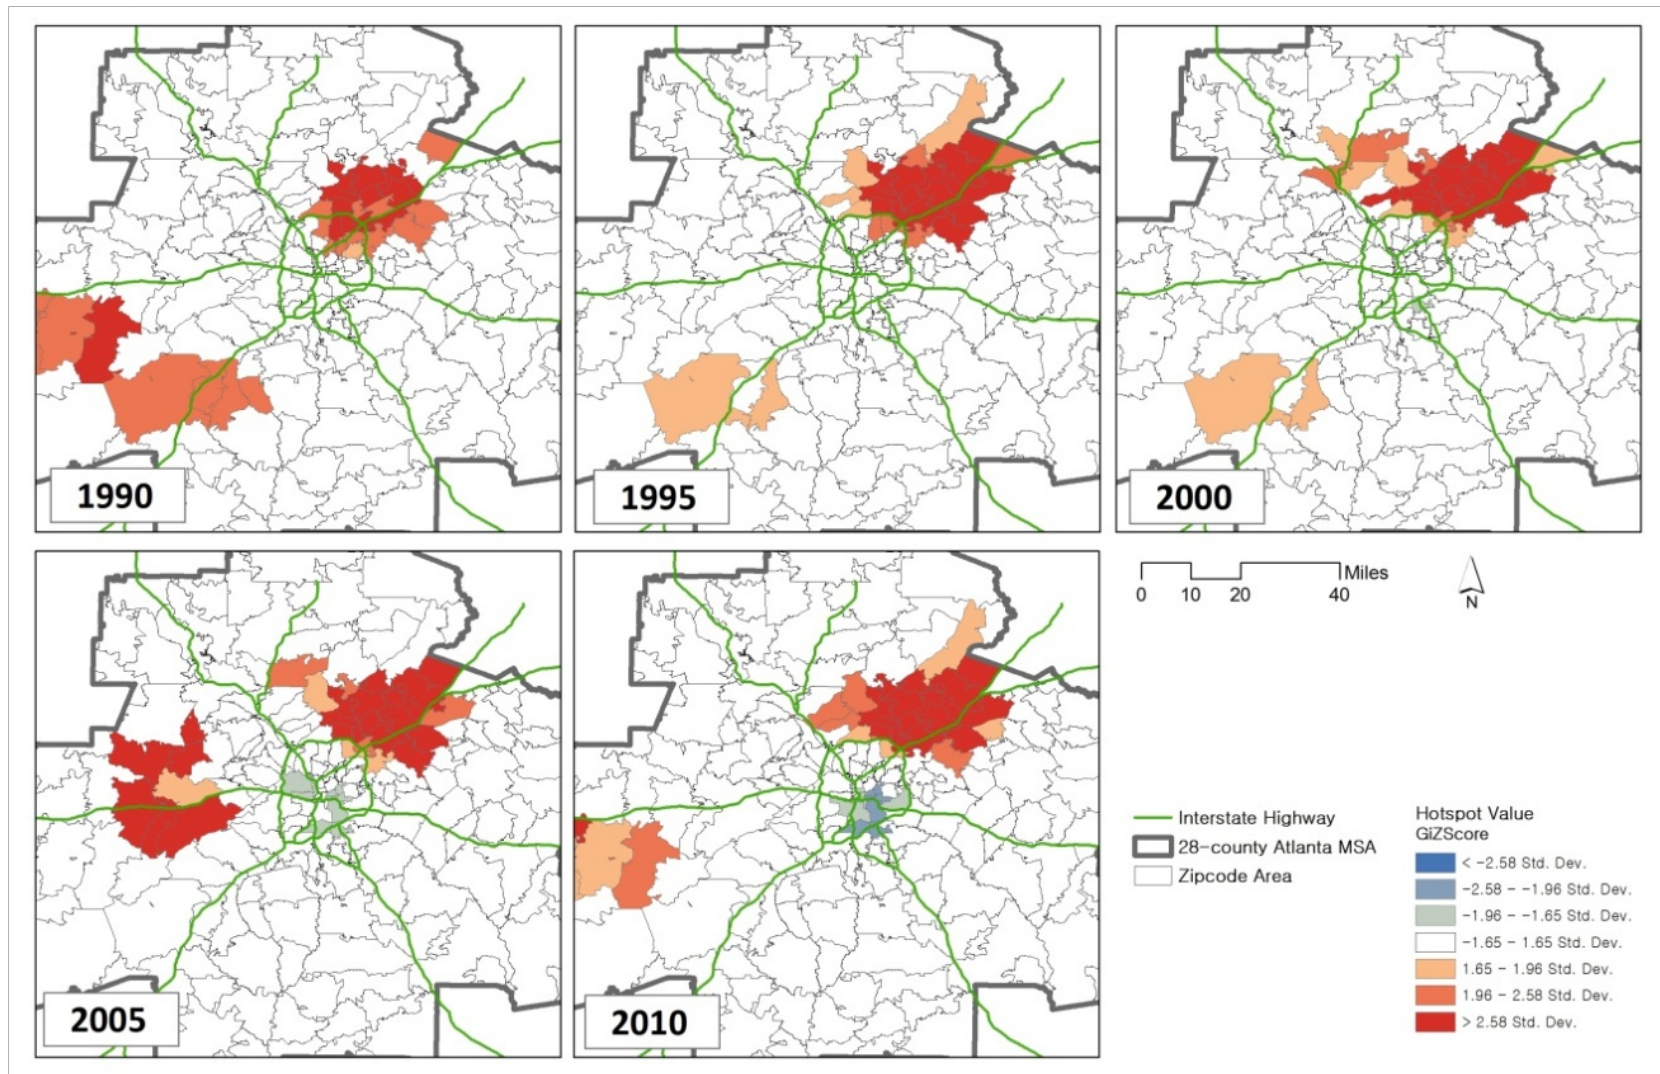 1990
1995
2000
2005
2010
Miles
0 10 20 40
N
Interstate Highway
28-county Atlanta MSA
Zipcode Area
Hotspot Value
GiZScore
< -2.58 Std. Dev.
-2.58 - -1.96 Std. Dev.
-1.96 - -1.65 Std. Dev.
-1.65 - 1.65 Std. Dev.
1.65 - 1.96 Std. Dev.
1.96 - 2.58 Std. Dev.
> 2.58 Std. Dev.